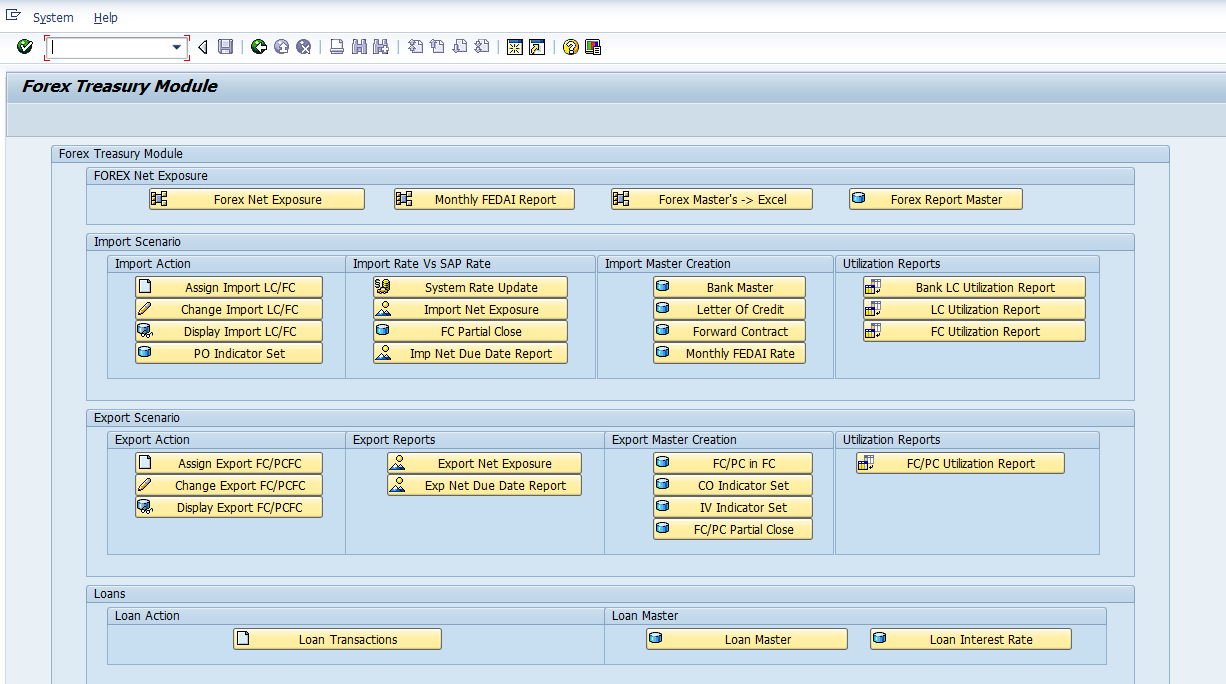 System Help
Forex Treasury Module
Forex Treasury Module
FOREX Net Exposure
Forex Net Exposure Monthly FEDAI Report Forex Master's -> Excel Forex Report Master
Import Scenario
Import Action Import Rate Vs SAP Rate Import Master Creation Utilization Reports
Assign Import LC/FC System Rate Update Bank Master Bank LC Utilization Report
Change Import LC/FC Import Net Exposure Letter Of Credit LC Utilization Report
Display Import LC/FC FC Partial Close Forward Contract FC Utilization Report
PO Indicator Set Imp Net Due Date Report Monthly FEDAI Rate
Export Scenario
Export Action Export Reports Export Master Creation Utilization Reports
Assign Export FC/PCFC Export Net Exposure FC/PC in FC FC/PC Utilization Report
Change Export FC/PCFC Exp Net Due Date Report CO Indicator Set
Display Export FC/PCFC IV Indicator Set
FC/PC Partial Close
Loans
Loan Action Loan Master
Loan Transactions Loan Master Loan Interest Rate